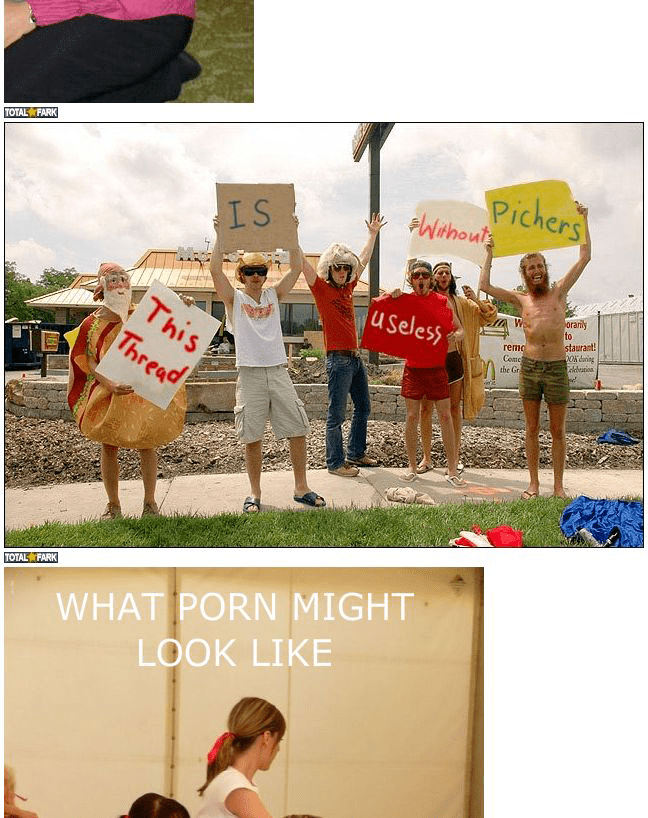 TOTAL FARK
IS
Without
Pichers
This
Thread
useless
TOTAL FARK
WHAT PORN MIGHT
LOOK LIKE